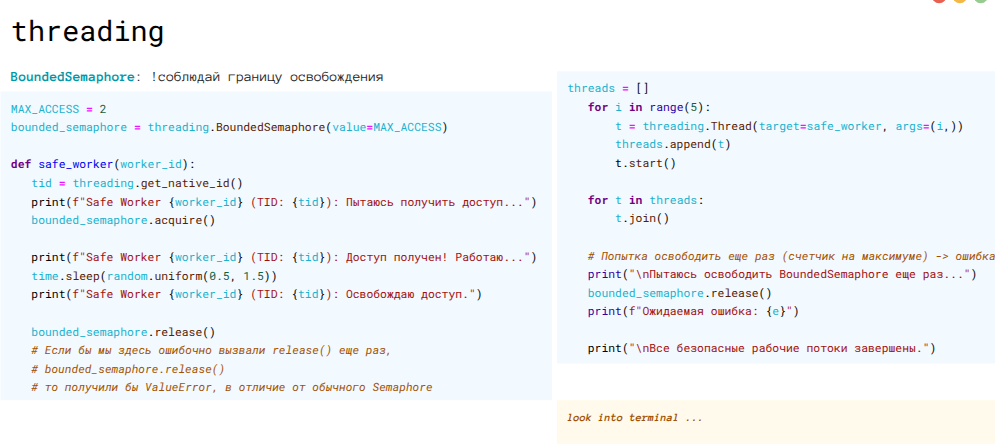 threading
BoundedSemaphore: !соблюдай границу освобождения
MAX_ACCESS = 2
bounded_semaphore = threading.BoundedSemaphore(value=MAX_ACCESS)
def safe_worker(worker_id):
tid = threading.get_native_id()
print(f"Safe Worker {worker_id} (TID: {tid}): Пытаюсь получить доступ...")
bounded_semaphore.acquire()
print(f"Safe Worker {worker_id} (TID: {tid}): Доступ получен! Работаю...")
time.sleep(random.uniform(0.5, 1.5))
print(f"Safe Worker {worker_id} (TID: {tid}): Освобождаю доступ.")
bounded_semaphore.release()
# Если бы мы здесь ошибочно вызвали release() еще раз,
# bounded_semaphore.release()
# то получили бы ValueError, в отличие от обычного Semaphore
threads = []
for i in range(5):
t = threading.Thread(target=safe_worker, args=(i,))
threads.append(t)
t.start()
for t in threads:
t.join()
# Попытка освободить еще раз (счетчик на максимуме) -> ошибка
print("\nПытаюсь освободить BoundedSemaphore еще раз...")
bounded_semaphore.release()
print(f"Ожидаемая ошибка: {e}")
print("\nВсе безопасные рабочие потоки завершены.")
look into terminal ...